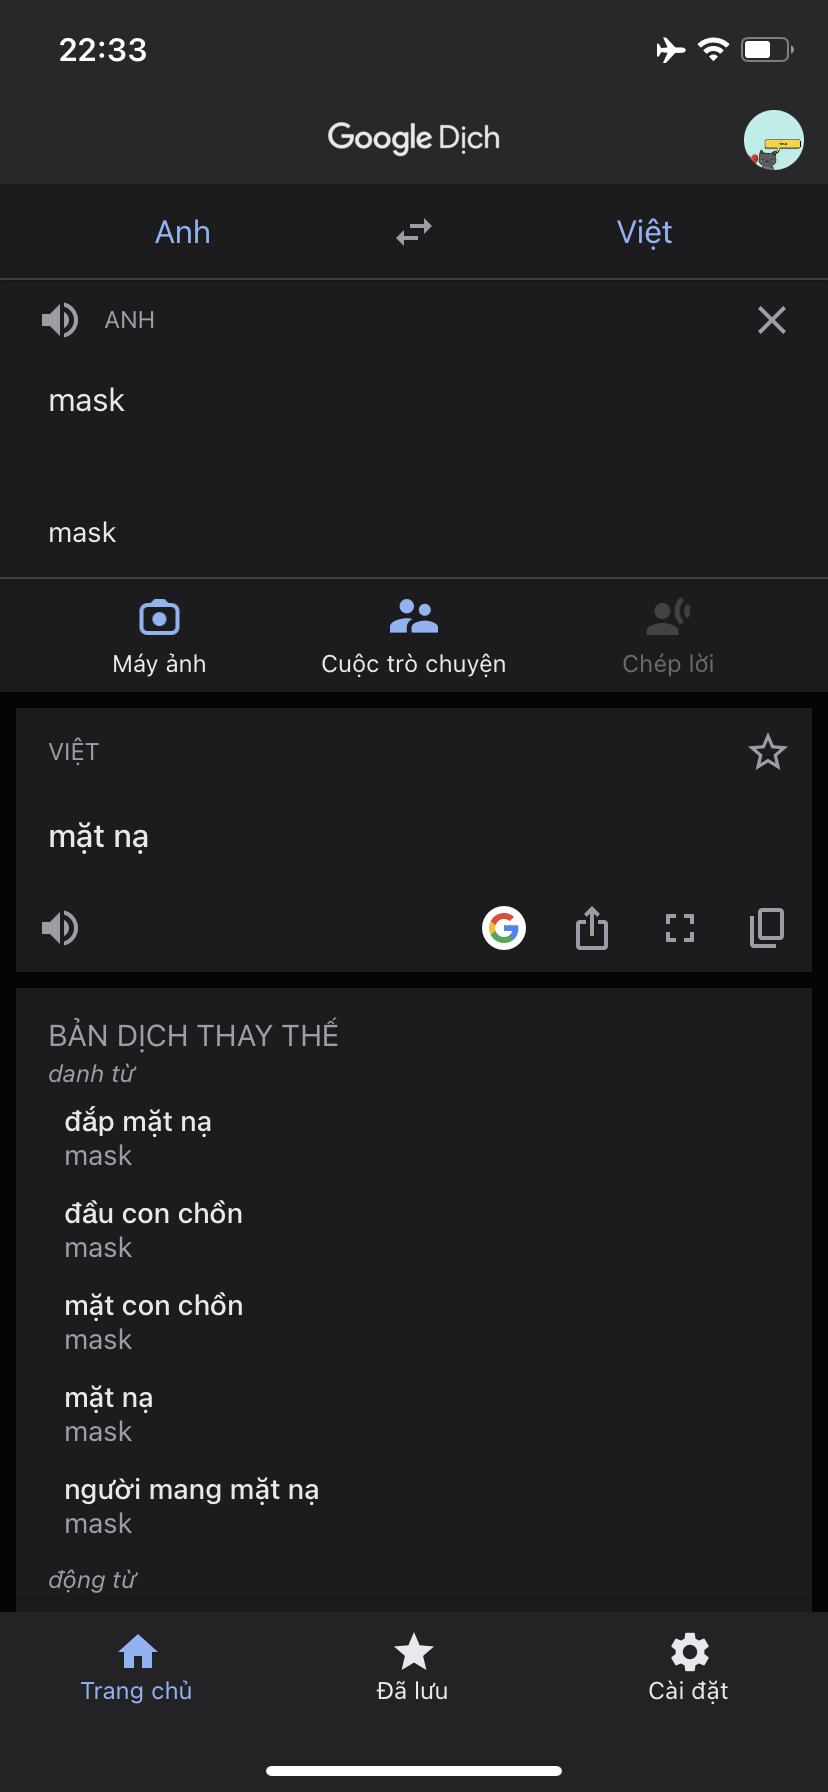 22:33
Google Dịch
Anh
Việt
ANH
mask
mask
Máy ảnh
Cuộc trò chuyện
Chép lời
VIỆT
mặt nạ
BẢN DỊCH THAY THẾ
danh từ
đắp mặt nạ
mask
đầu con chồn
mask
mặt con chồn
mask
mặt nạ
mask
người mang mặt nạ
mask
động từ
Trang chủ
Đã lưu
Cài đặt